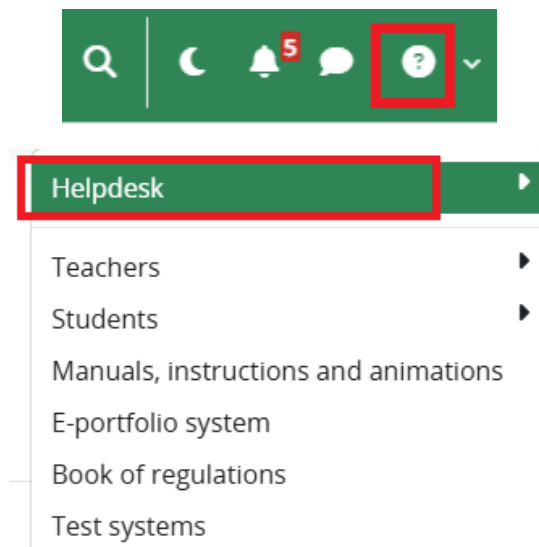 5
?
Helpdesk
Teachers
Students
Manuals, instructions and animations
E-portfolio system
Book of regulations
Test systems